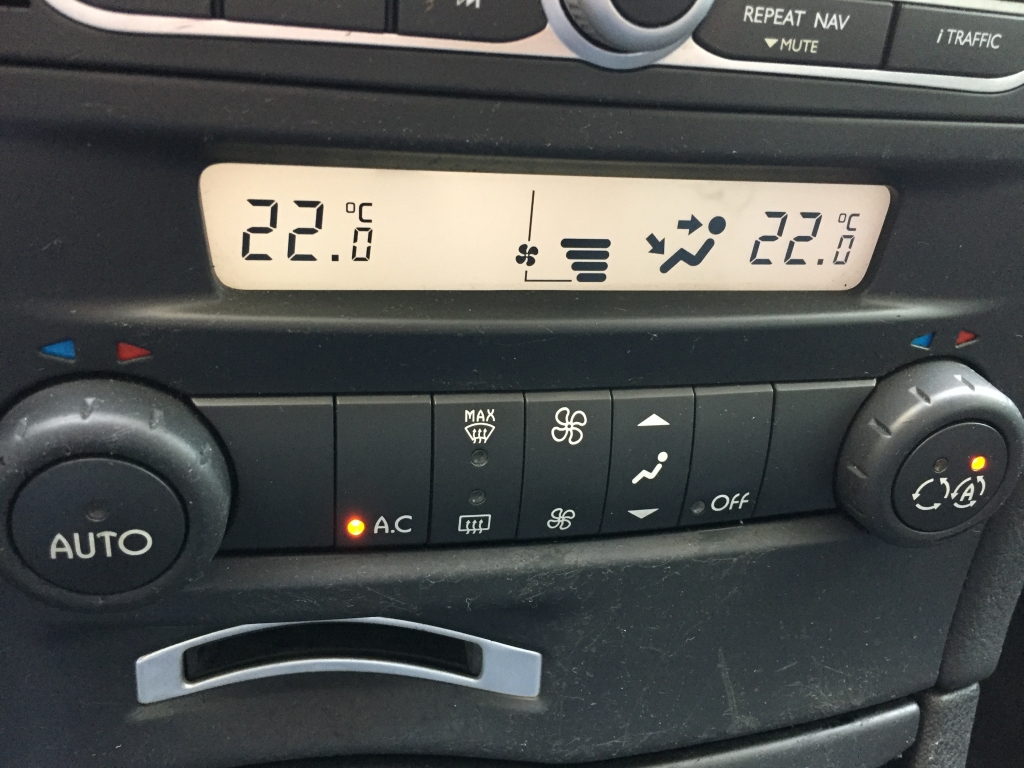 REPEAT NAV
MUTE
i TRAFFIC
22.0 °C
22.0 °C
MAX
AUTO
A.C
OFF
A